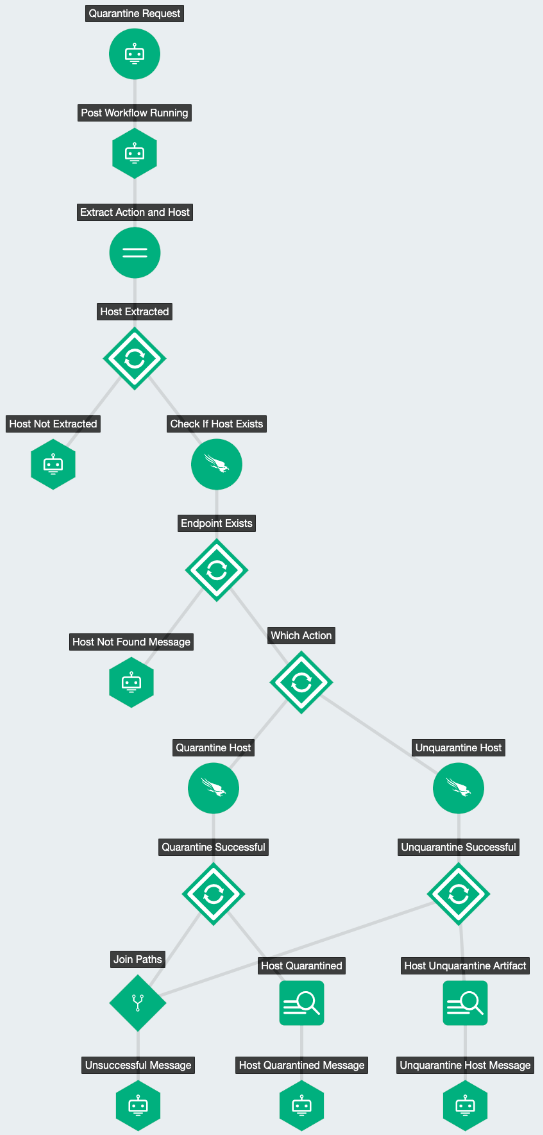 Quarantine Request
Post Workflow Running
Extract Action and Host
Host Extracted
Host Not Extracted
Check If Host Exists
Endpoint Exists
Host Not Found Message
Which Action
Quarantine Host
Unquarantine Host
Quarantine Successful
Unquarantine Successful
Join Paths
Host Quarantined
Host Unquarantine Artifact
Unsuccessful Message
Host Quarantined Message
Unquarantine Host Message